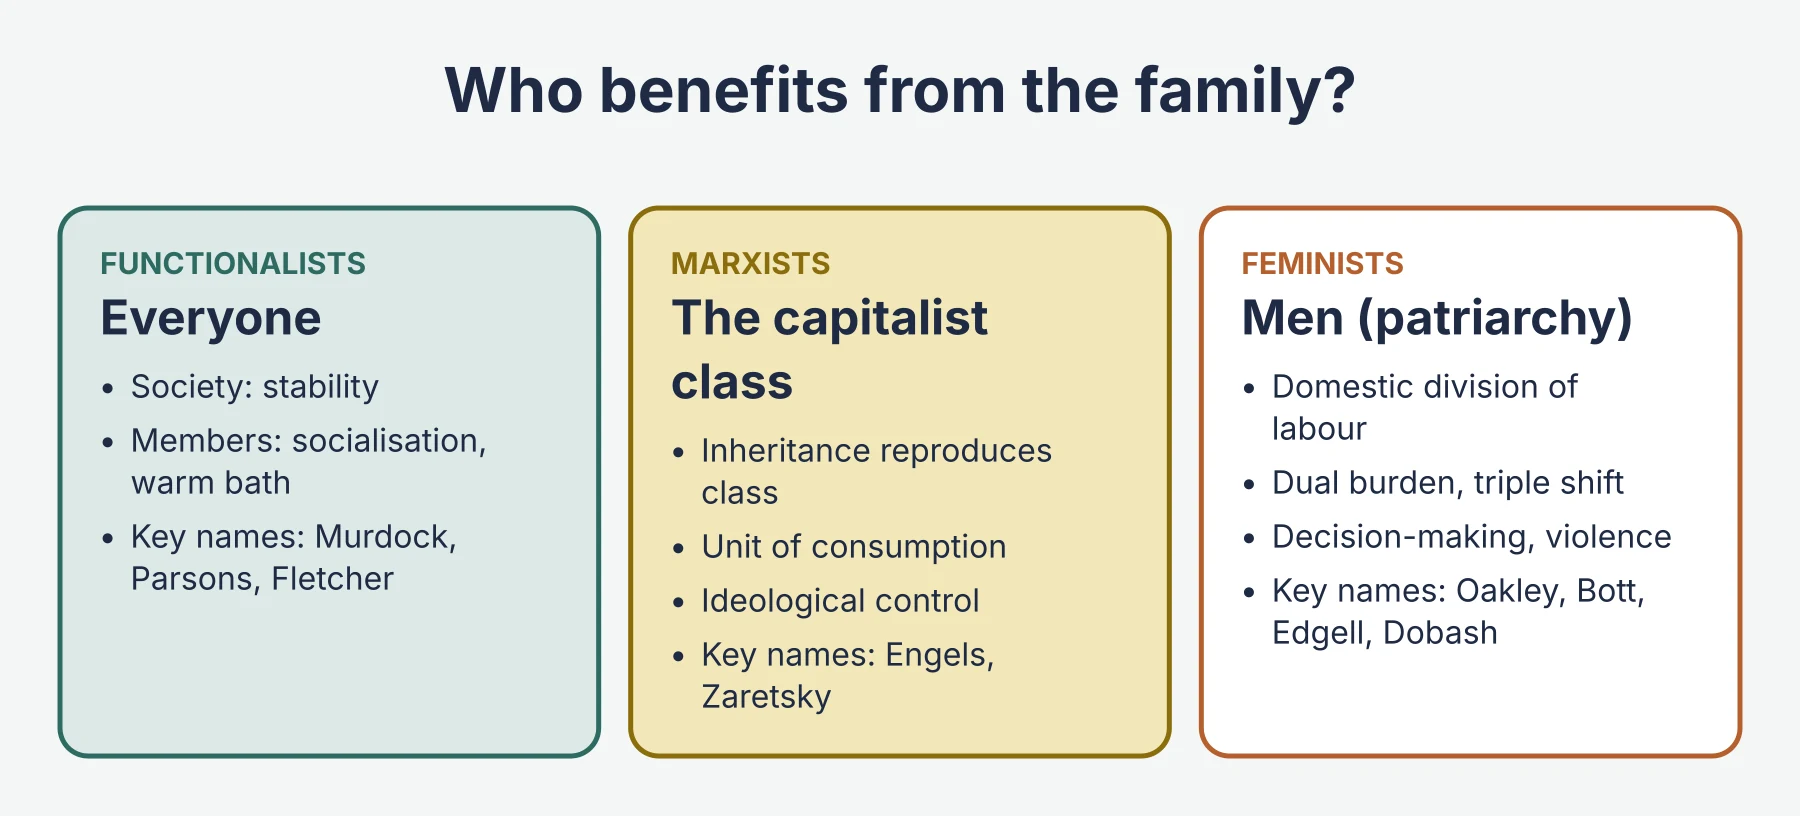 Who benefits from the family?
FUNCTIONALISTS
Everyone
• Society: stability
• Members: socialisation,
warm bath
• Key names: Murdock,
Parsons, Fletcher
MARXISTS
The capitalist
class
• Inheritance reproduces
class
• Unit of consumption
• Ideological control
• Key names: Engels,
Zaretsky
FEMINISTS
Men (patriarchy)
• Domestic division of
labour
• Dual burden, triple shift
• Decision-making, violence
• Key names: Oakley, Bott,
Edgell, Dobash